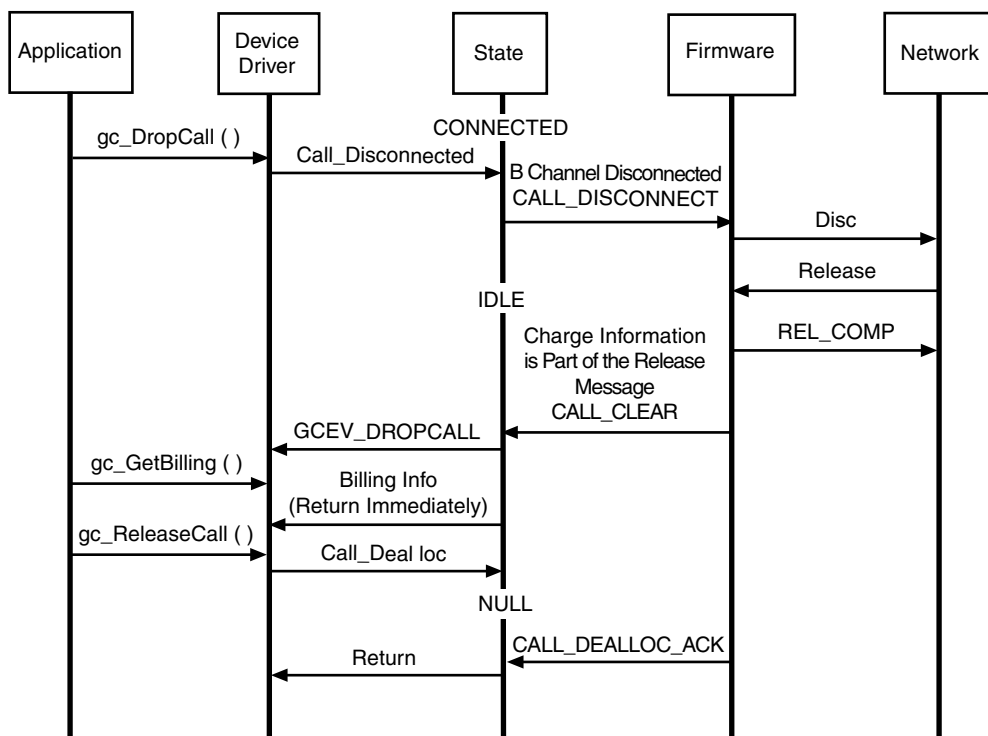 Application
Device
Driver
State
Firmware
Network
CONNECTED
gc_DropCall ( )
Call_Disconnected
B Channel Disconnected
CALL_DISCONNECT
Disc
Release
IDLE
Charge Information
is Part of the Release
Message
CALL_CLEAR
REL_COMP
GCEV_DROPCALL
gc_GetBilling ( )
Billing Info
(Return Immediately)
gc_ReleaseCall ( )
Call_Deal loc
NULL
CALL_DEALLOC_ACK
Return